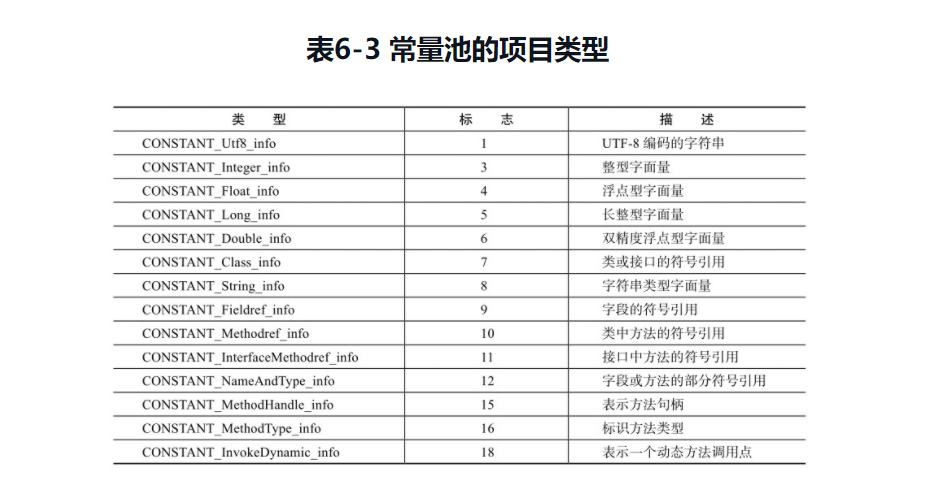 表6-3 常量池的项目类型
类 型 标 志 描 述
CONSTANT_Utf8_info 1 UTF-8 编码的字符串
CONSTANT_Integer_info 3 整型字面量
CONSTANT_Float_info 4 浮点型字面量
CONSTANT_Long_info 5 长整型字面量
CONSTANT_Double_info 6 双精度浮点型字面量
CONSTANT_Class_info 7 类或接口的符号引用
CONSTANT_String_info 8 字符串类型字面量
CONSTANT_Fieldref_info 9 字段的符号引用
CONSTANT_Methodref_info 10 类中方法的符号引用
CONSTANT_InterfaceMethodref_info 11 接口中方法的符号引用
CONSTANT_NameAndType_info 12 字段或方法的部分符号引用
CONSTANT_MethodHandle_info 15 表示方法句柄
CONSTANT_MethodType_info 16 标识方法类型
CONSTANT_InvokeDynamic_info 18 表示一个动态方法调用点